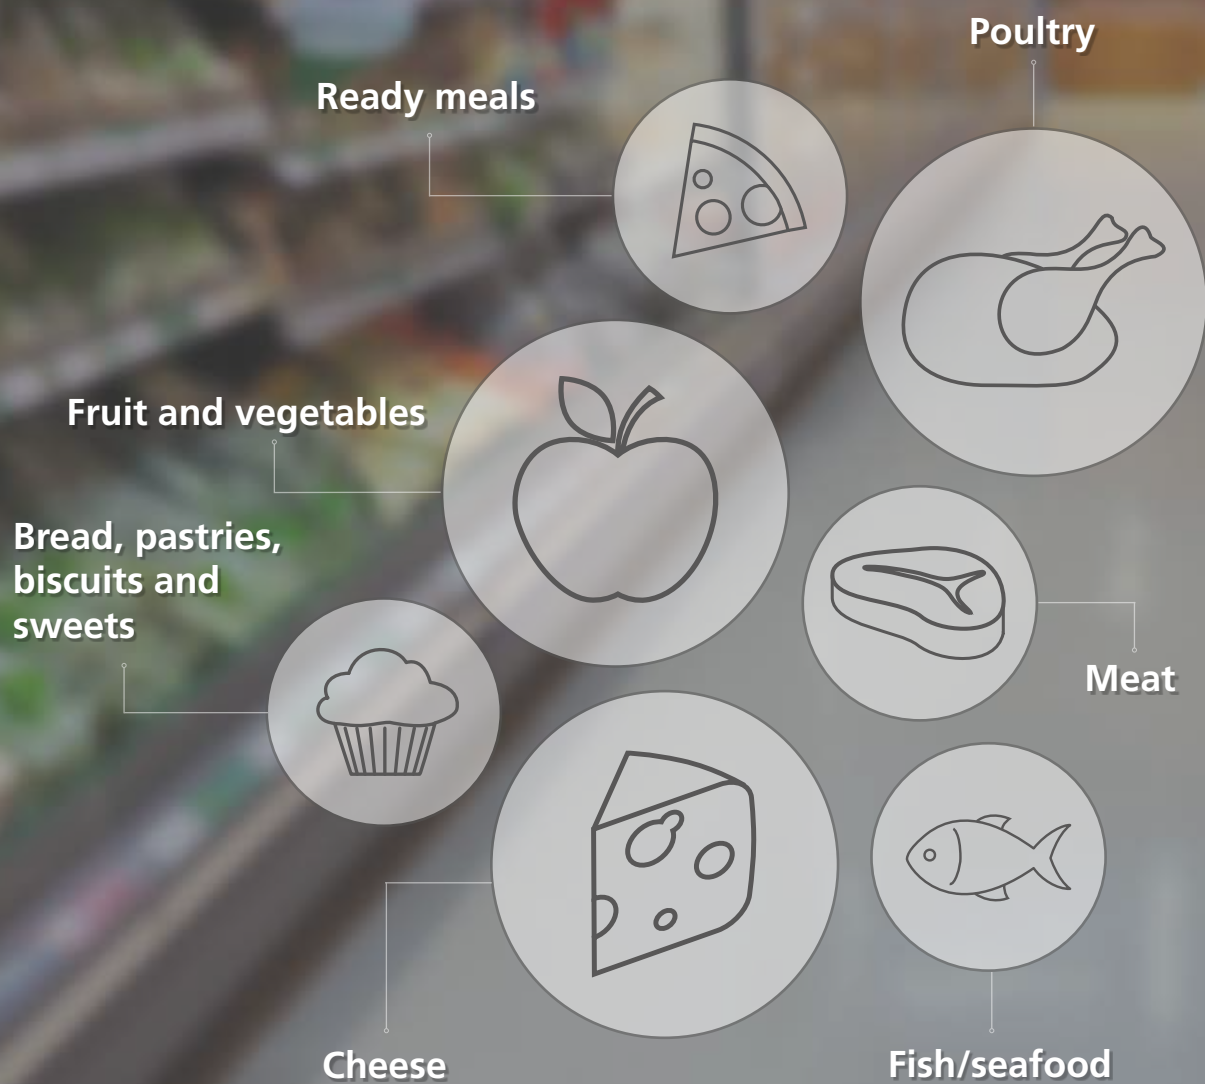 Poultry
Ready meals
Fruit and vegetables
Bread, pastries,
biscuits and
sweets
Meat
Cheese
Fish/seafood